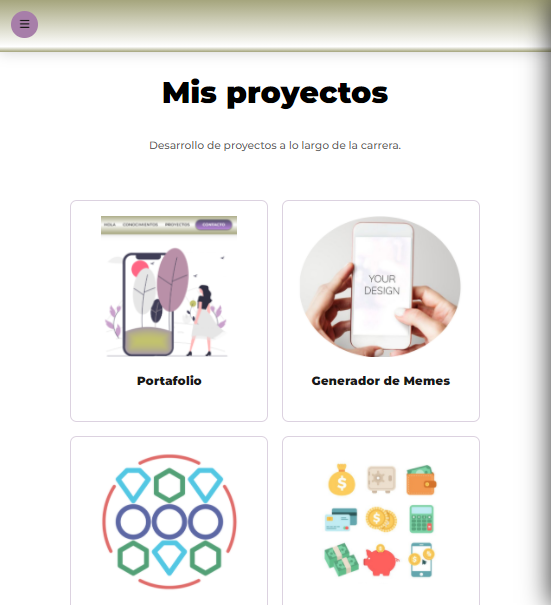 Mis proyectos
Desarrollo de proyectos a lo largo de la carrera.
HOLA CONOCIMIENTOS PROYECTOS CONTACTO
YOUR
DESIGN
Portafolio
Generador de Memes